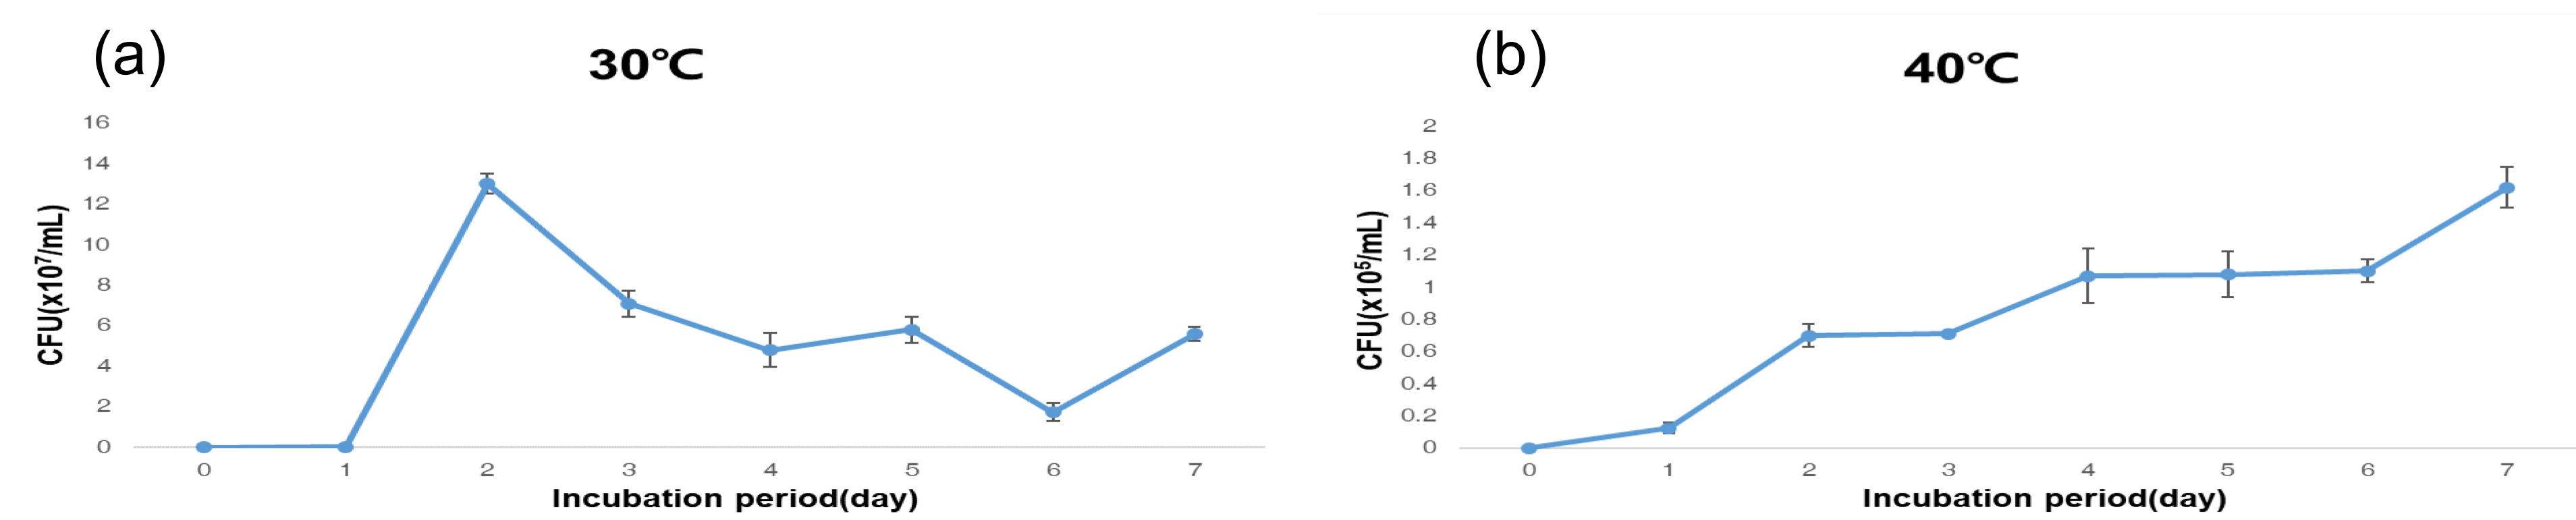 (a)
30℃
16
14
12
10
8
6
4
2
0
CFU(x10⁷/mL)
0 1 2 3 4 5 6 7
Incubation period(day)
(b)
40℃
2
1.8
1.6
1.4
1.2
1
0.8
0.6
0.4
0.2
0
CFU(x10⁵/mL)
0 1 2 3 4 5 6 7
Incubation period(day)